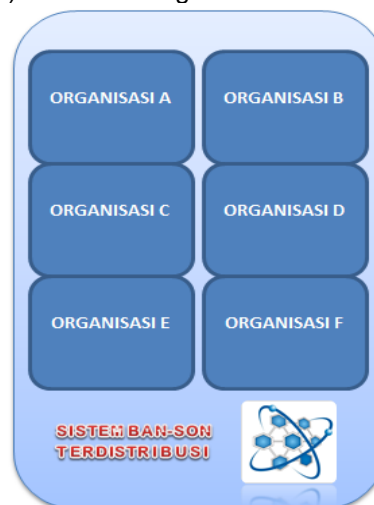 ORGANISASI A
ORGANISASI B
ORGANISASI C
ORGANISASI D
ORGANISASI E
ORGANISASI F
SISTEM BAN-SON
TERDISTRIBUSI